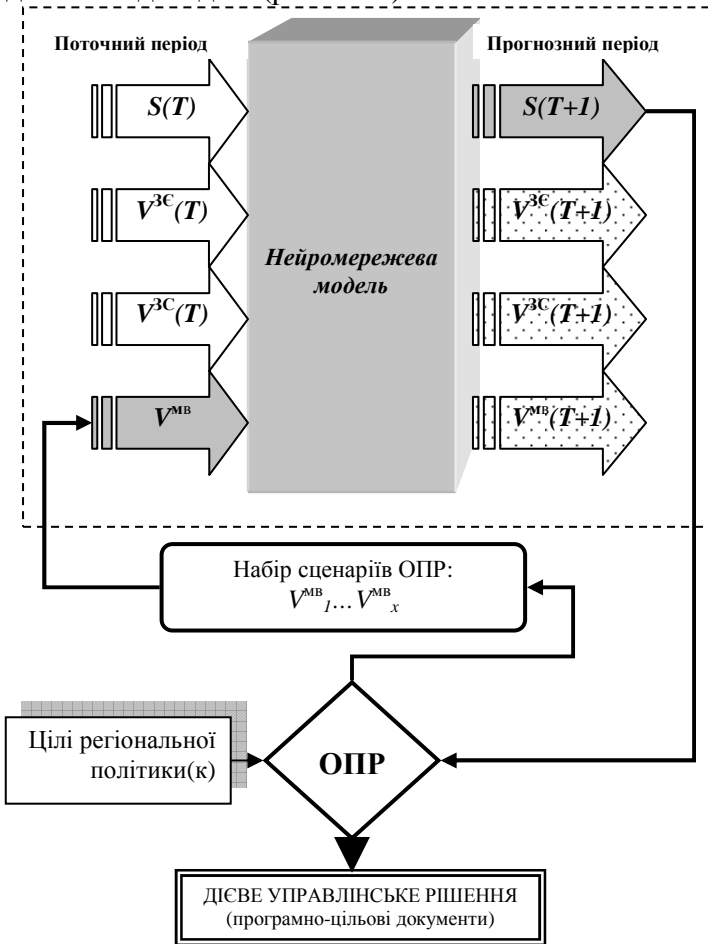 Поточний період
Прогнозний період
S(T)
S(T+1)
V^ЗЄ(T)
V^ЗЄ(T+1)
Нейромережева
модель
V^ЗС(T)
V^ЗС(T+1)
V^мв
V^мв(T+1)
Набір сценаріїв ОПР:
V^мв_1… V^мв_x
Цілі регіональної
політики(к)
ОПР
ДІЄВЕ УПРАВЛІНСЬКЕ РІШЕННЯ
(програмно-цільові документи)